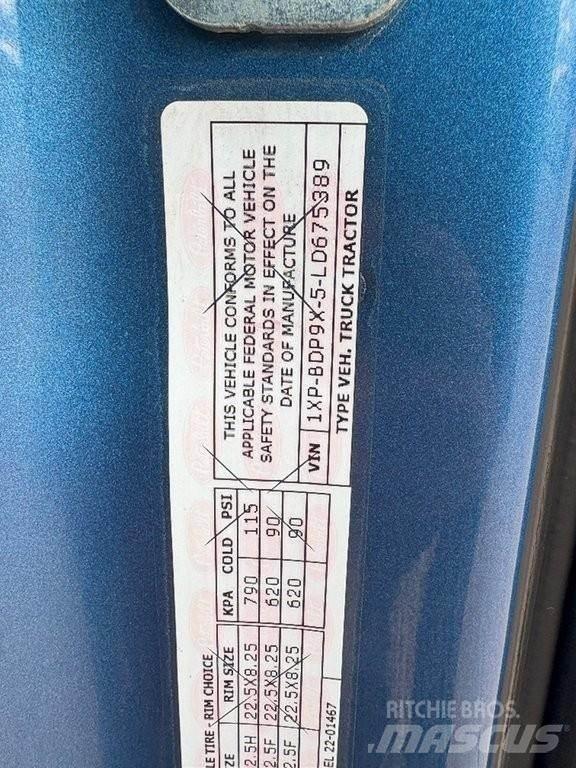 THIS VEHICLE CONFORMS TO ALL
APPLICABLE FEDERAL MOTOR VEHICLE
SAFETY STANDARDS IN EFFECT ON THE
DATE OF MANUFACTURE
VIN 1XP-BDP9X-5-LD675389
TYPE VEH. TRUCK TRACTOR
LE TIRE - RIM CHOICE
ZE RIM SIZE KPA COLD PSI
2.5H 22.5X8.25 790 115
2.5F 22.5X8.25 620 90
2.5F 22.5X8.25 620 90
EL 22-01467
RITCHIE BROS.
MASCUS